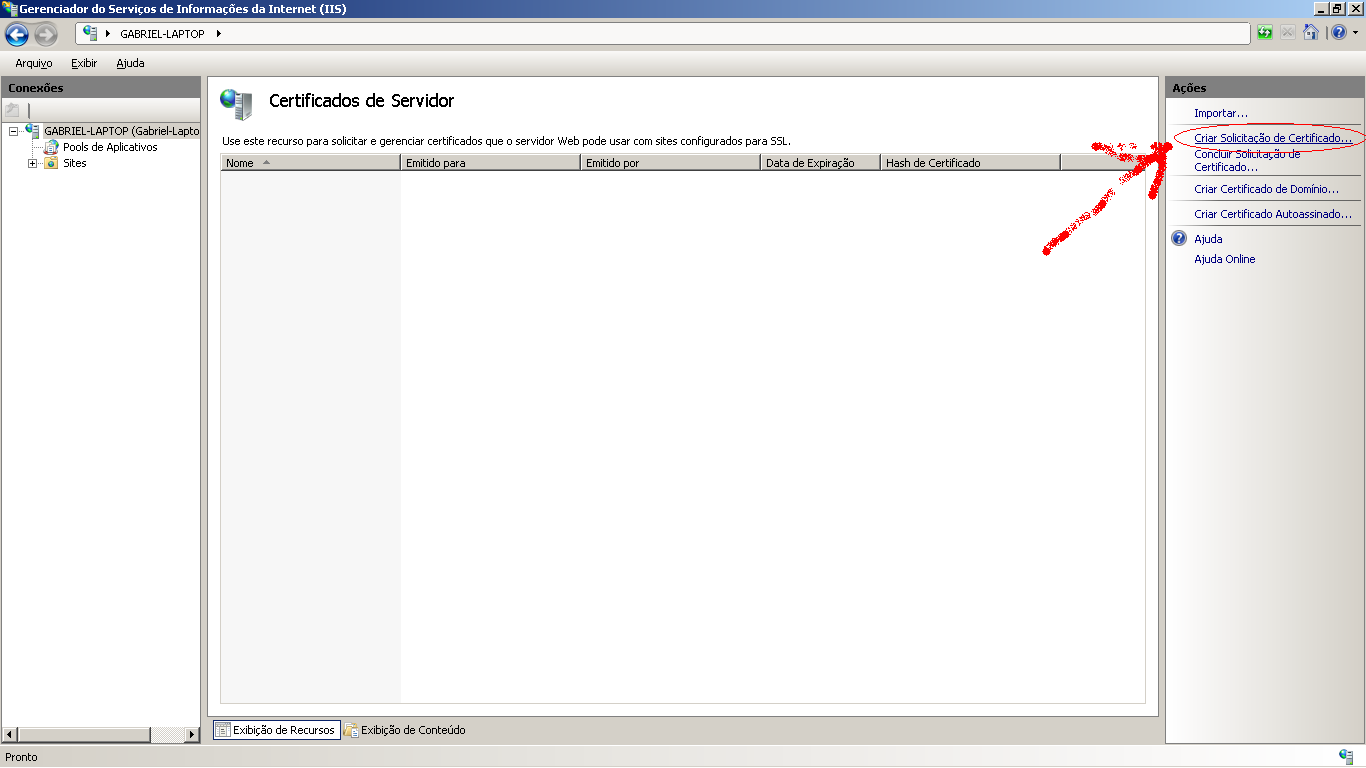 Gerenciador do Serviços de Informações da Internet (IIS)
GABRIEL-LAPTOP
Arquivo Exibir Ajuda
Conexões
GABRIEL-LAPTOP (Gabriel-Lapto
Pools de Aplicativos
Sites
Certificados de Servidor
Use este recurso para solicitar e gerenciar certificados que o servidor Web pode usar com sites configurados para SSL.
Nome Emitido para Emitido por Data de Expiração Hash de Certificado
Exibição de Recursos Exibição de Conteúdo
Ações
Importar...
Criar Solicitação de Certificado...
Concluir Solicitação de
Certificado...
Criar Certificado de Domínio...
Criar Certificado Autoassinado...
Ajuda
Ajuda Online
Pronto